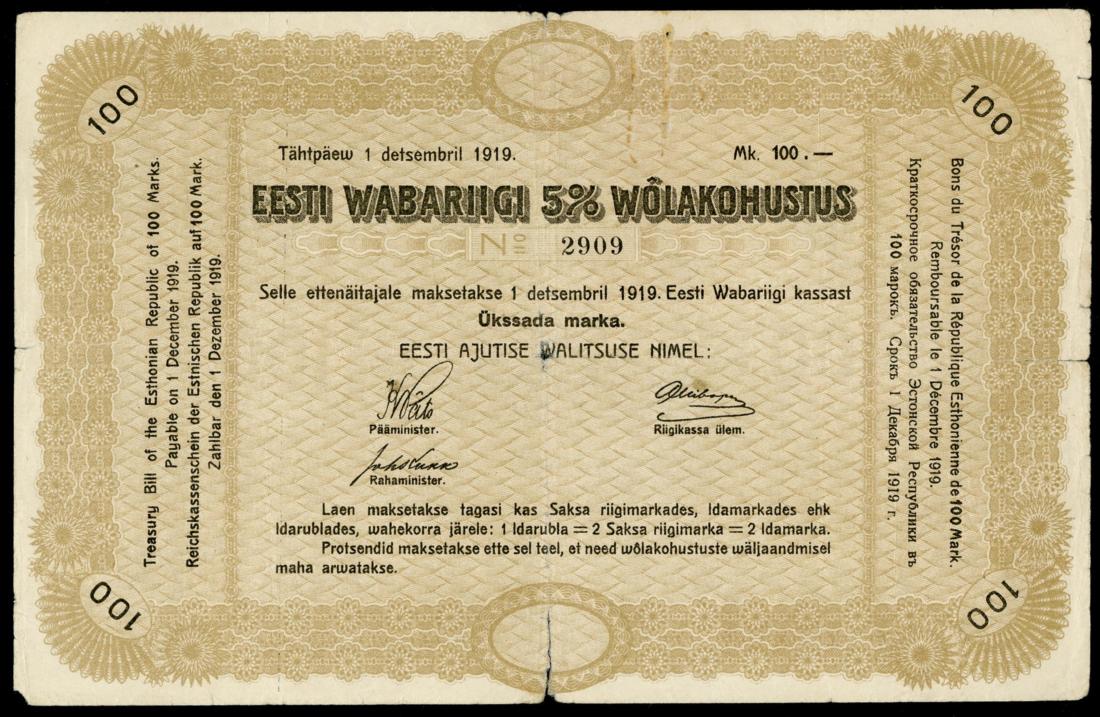 100
100
Tähtpäew 1 detsembril 1919.
Mk. 100.—
EESTI WABARIIGI 5% WÕLAKOHUSTUS
No 2909
Selle ettenäitajale maksetakse 1 detsembril 1919. Eesti Wabariigi kassast
Ükssada marka.
EESTI AJUTISE WALITSUSE NIMEL:
Pääminister.
Riigikassa ülem.
Rahaminister.
Laen maksetakse tagasi kas Saksa riigimarkades, Idamarkades ehk
Idarublades, wahekorra järele: 1 Idarubla = 2 Saksa riigimarka = 2 Idamarka.
Protsendid maksetakse ette sel teel, et need wõlakohustuste wäljaandmisel
maha arwatakse.
Treasury Bill of the Esthonian Republic of 100 Marks.
Payable on 1 December 1919.
Reichskassenschein der Estnischen Republik auf 100 Mark.
Zahlbar den 1 Dezember 1919.
Bons du Trésor de la République Esthonienne de 100 Mark.
Remboursable le 1 Décembre 1919.
Краткосрочное обязательство Эстонской Республики въ
100 марокъ. Срокъ 1 Декабря 1919 г.
100
100